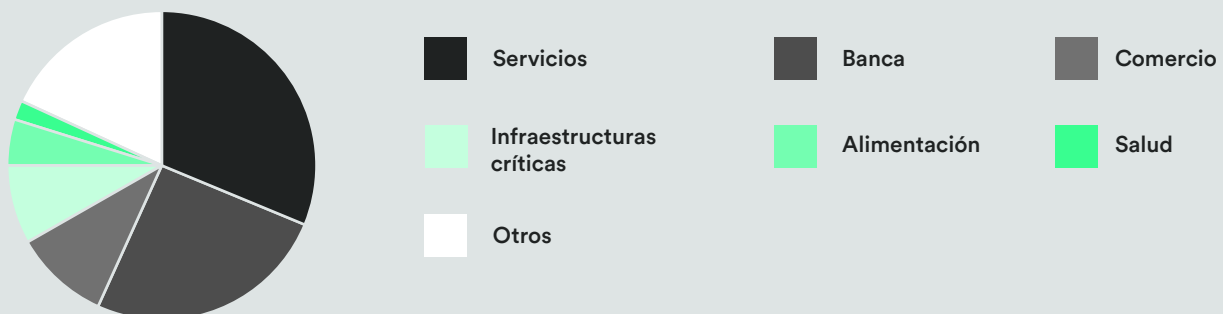 Servicios
Banca
Comercio
Infraestructuras
críticas
Alimentación
Salud
Otros